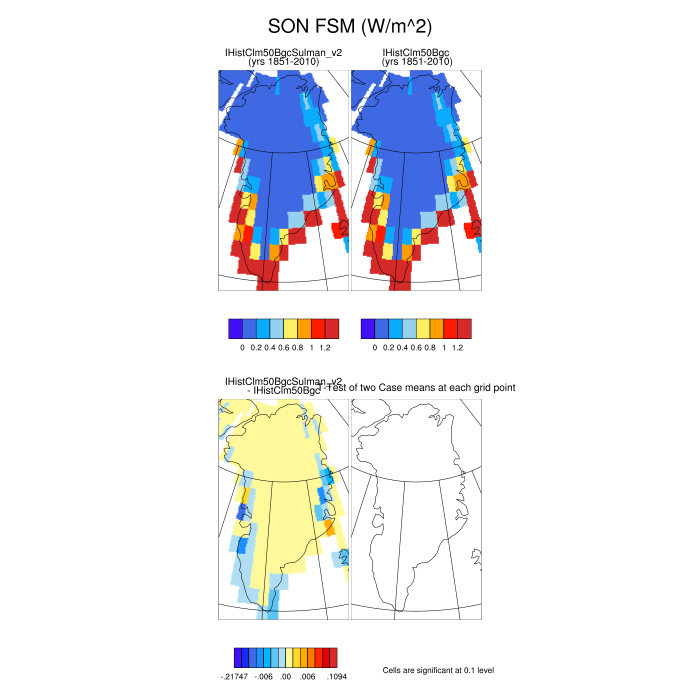 SON FSM (W/m^2)
IHistClm50BgcSulman_v2
(yrs 1851-2010)
IHistClm50Bgc
(yrs 1851-2010)
0 0.2 0.4 0.6 0.8 1 1.2
0 0.2 0.4 0.6 0.8 1 1.2
IHistClm50BgcSulman_v2
- IHistClm50Bgc
T-Test of two Case means at each grid point
-.21747 -.006 .00 .006 .1094
Cells are significant at 0.1 level